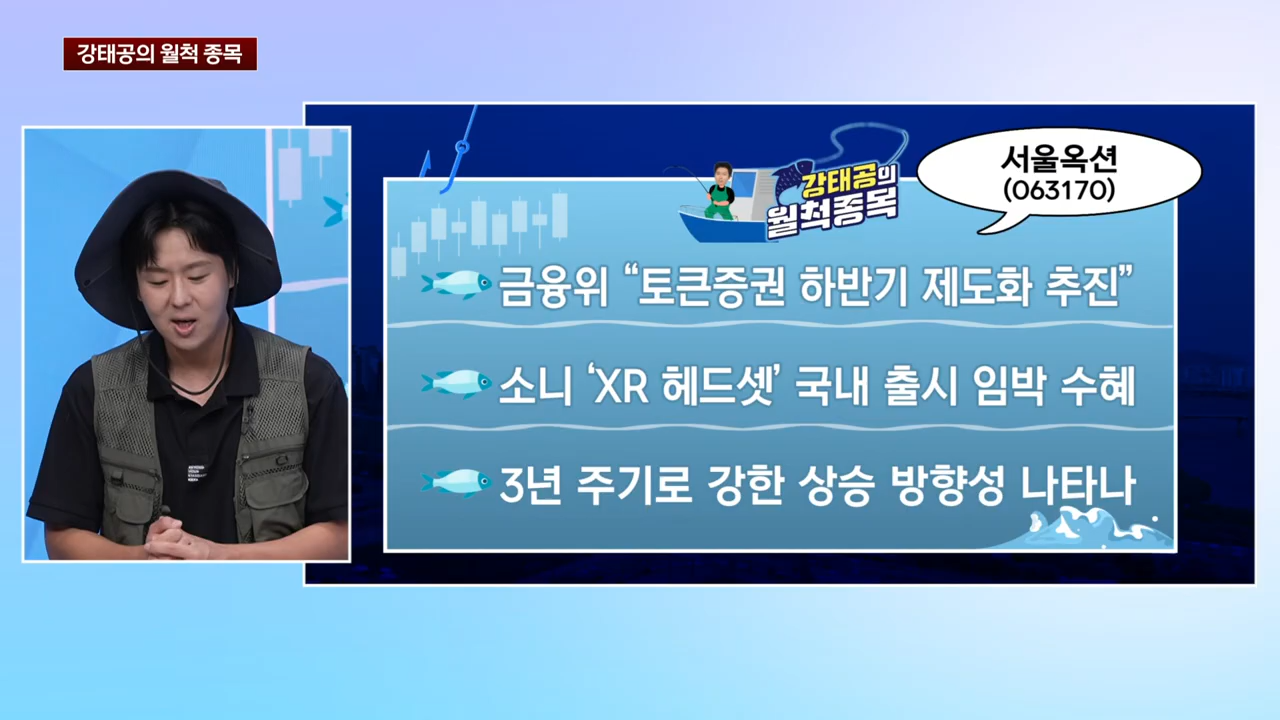 강태공의 월척 종목
강태공의
월척종목
서울옥션
(063170)
금융위 “토큰증권 하반기 제도화 추진”
소니 ‘XR 헤드셋’ 국내 출시 임박 수혜
3년 주기로 강한 상승 방향성 나타나